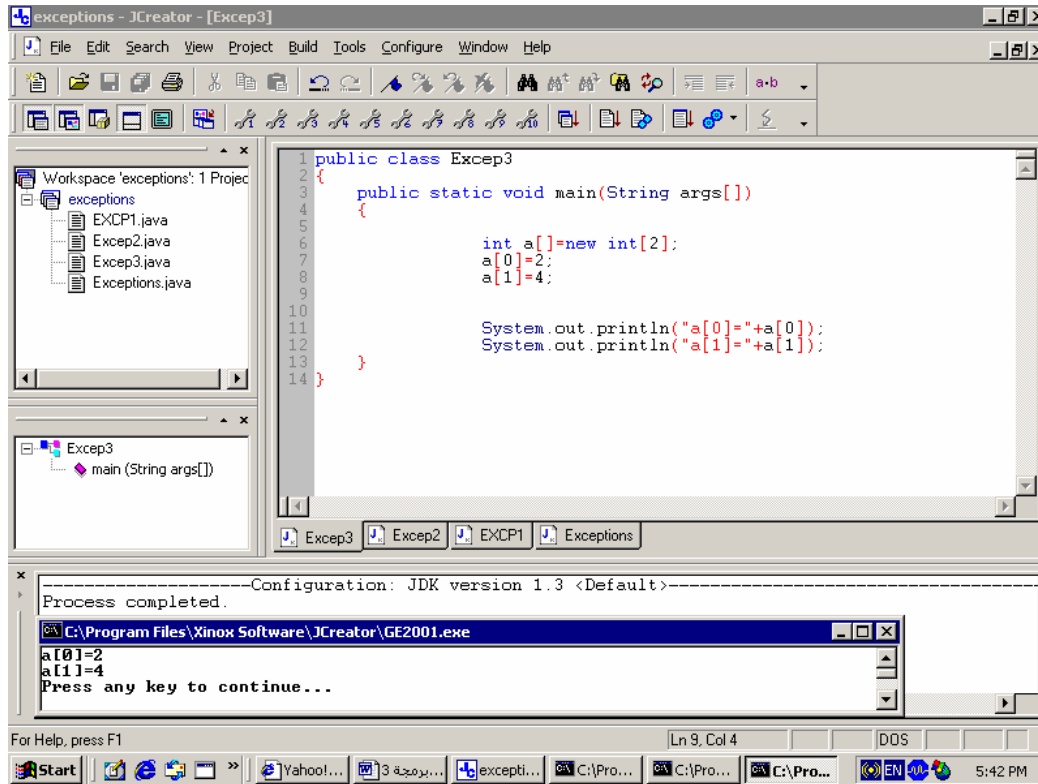 exceptions - JCreator - [Excep3]
File Edit Search View Project Build Tools Configure Window Help
a·b
Workspace 'exceptions': 1 Projec
exceptions
EXCP1.java
Excep2.java
Excep3.java
Exceptions.java
Excep3
main (String args[])
1 public class Excep3
2 {
3 public static void main(String args[])
4 {
5
6 int a[]=new int[2];
7 a[0]=2;
8 a[1]=4;
9
10
11 System.out.println("a[0]="+a[0]);
12 System.out.println("a[1]="+a[1]);
13 }
14 }
Excep3 Excep2 EXCP1 Exceptions
--------------------Configuration: JDK version 1.3 <Default>------------------------------------
Process completed.
C:\Program Files\Xinox Software\JCreator\GE2001.exe
a[0]=2
a[1]=4
Press any key to continue...
For Help, press F1 Ln 9, Col 4 DOS
Start » Yahoo!... برمجة 3... excepti... C:\Pro... C:\Pro... C:\Pro... EN 5:42 PM